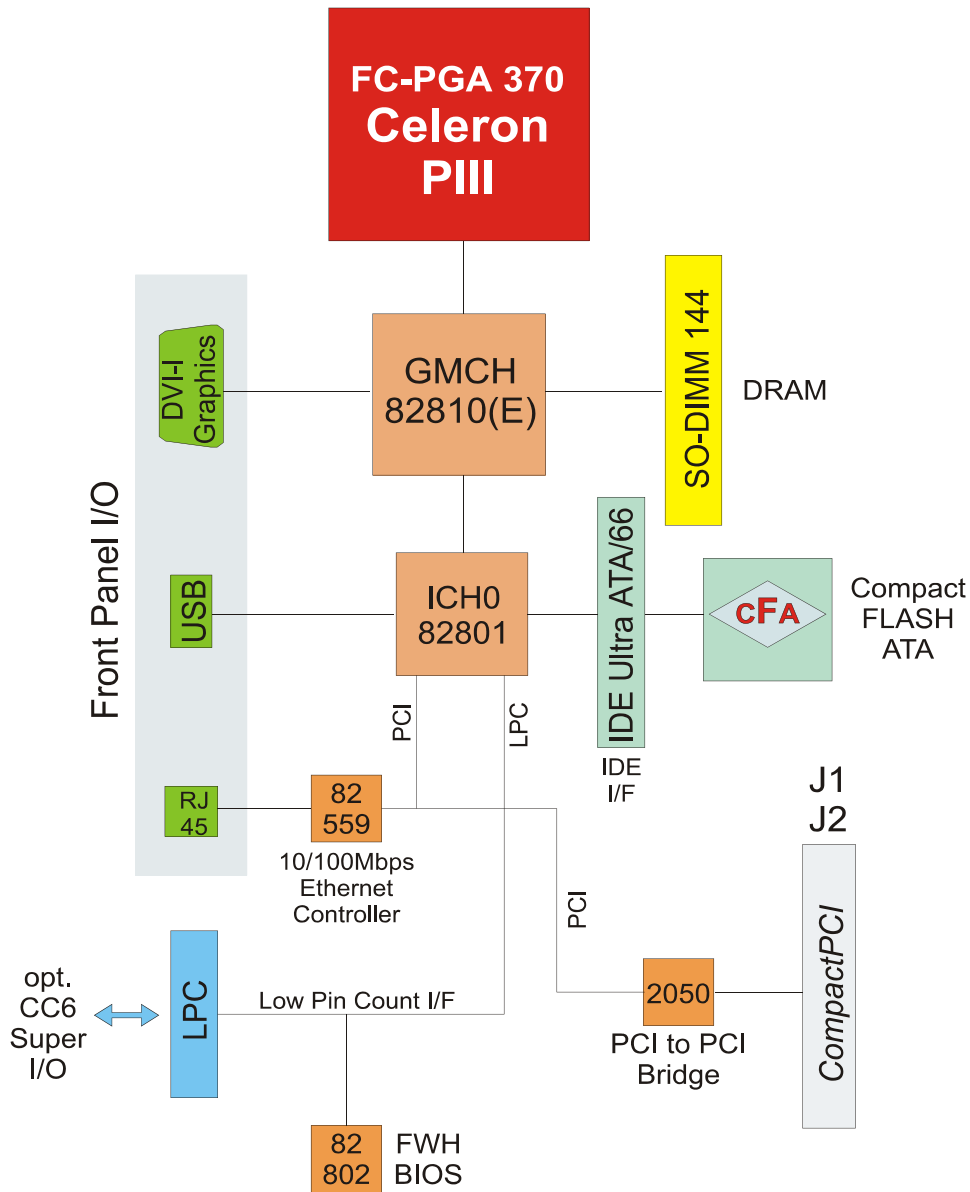 FC-PGA 370
Celeron
PIII
GMCH
82810(E)
SO-DIMM 144
DRAM
DVI-I
Graphics
Front Panel I/O
USB
ICH0
82801
IDE Ultra ATA/66
IDE
I/F
CFA
Compact
FLASH
ATA
PCI
LPC
RJ
45
82
559
10/100Mbps
Ethernet
Controller
PCI
J1
J2
CompactPCI
2050
PCI to PCI
Bridge
opt.
CC6
Super
I/O
LPC
Low Pin Count I/F
82
802
FWH
BIOS